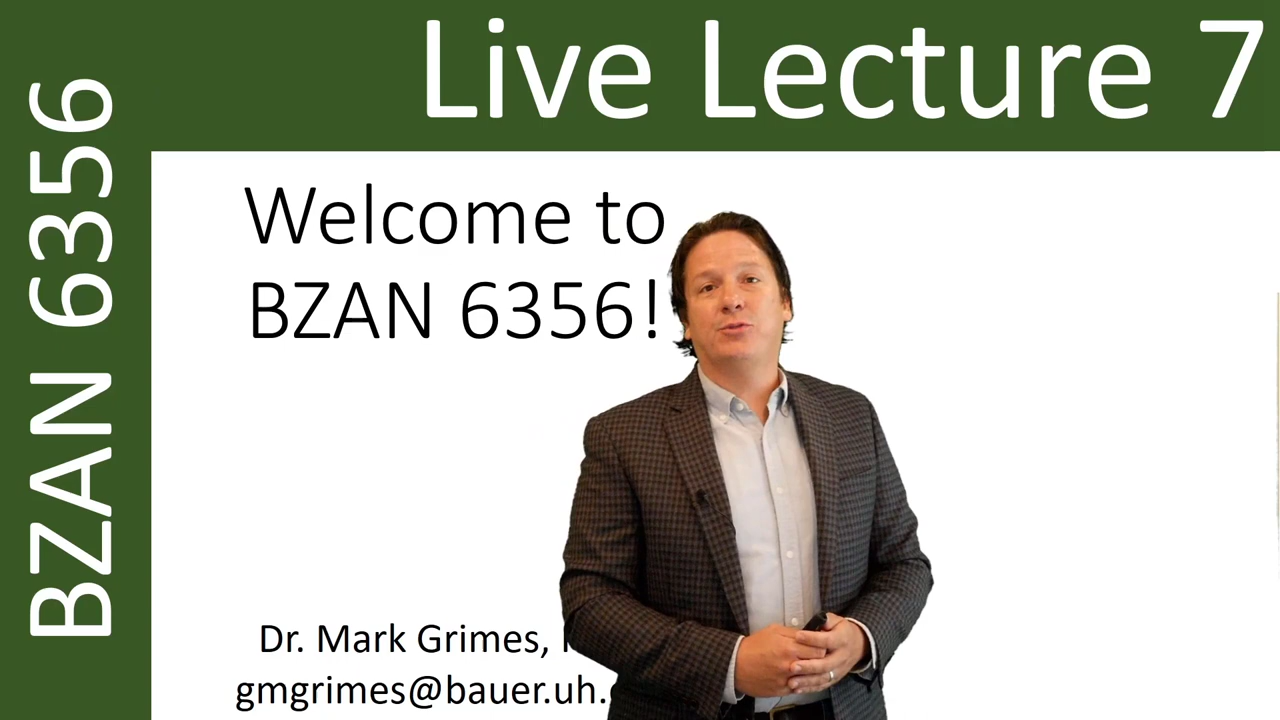 Live Lecture 7
BZAN 6356
Welcome to
BZAN 6356!
Dr. Mark Grimes,
gmgrimes@bauer.uh.